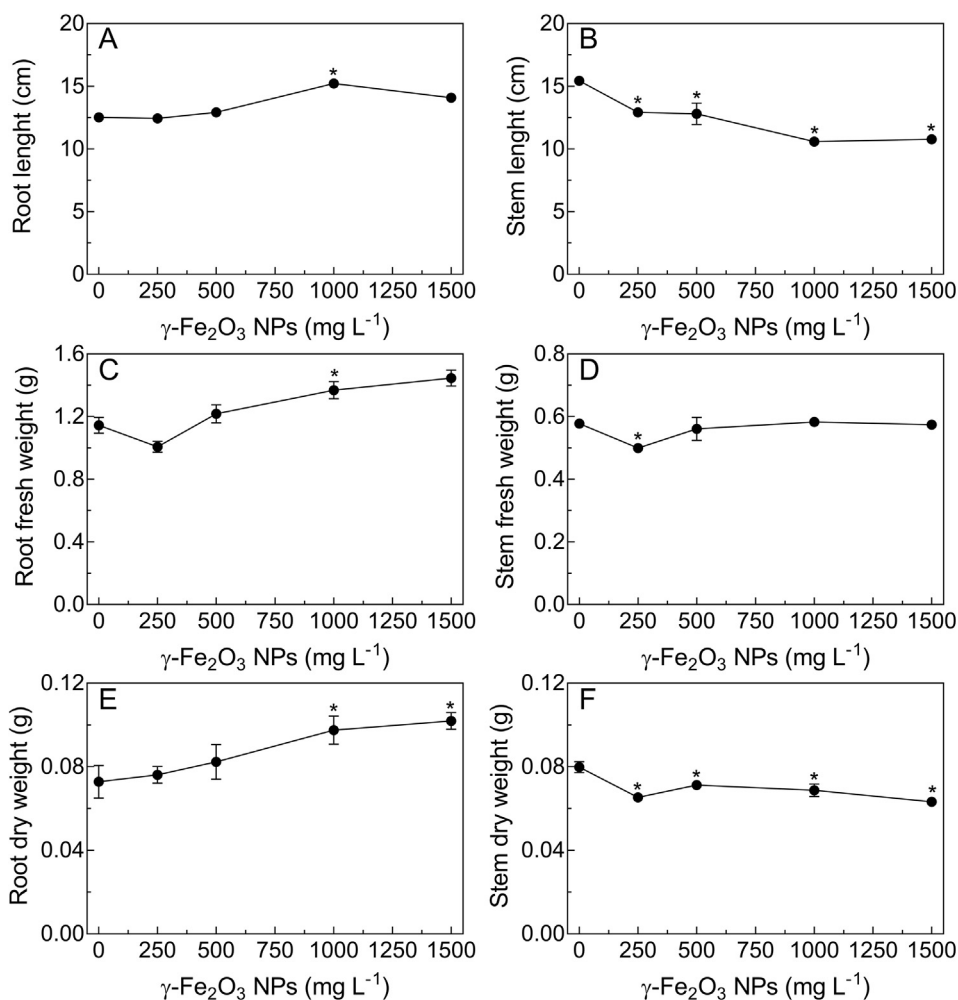 A
Root lenght (cm)
20
15
10
5
0
0 250 500 750 1000 1250 1500
γ-Fe₂O₃ NPs (mg L⁻¹)
*
B
Stem lenght (cm)
20
15
10
5
0
0 250 500 750 1000 1250 1500
γ-Fe₂O₃ NPs (mg L⁻¹)
* * * *
C
Root fresh weight (g)
1.6
1.2
0.8
0.4
0.0
0 250 500 750 1000 1250 1500
γ-Fe₂O₃ NPs (mg L⁻¹)
*
D
Stem fresh weight (g)
0.8
0.6
0.4
0.2
0.0
0 250 500 750 1000 1250 1500
γ-Fe₂O₃ NPs (mg L⁻¹)
*
E
Root dry weight (g)
0.12
0.08
0.04
0.00
0 250 500 750 1000 1250 1500
γ-Fe₂O₃ NPs (mg L⁻¹)
* *
F
Stem dry weight (g)
0.12
0.08
0.04
0.00
0 250 500 750 1000 1250 1500
γ-Fe₂O₃ NPs (mg L⁻¹)
* * * *